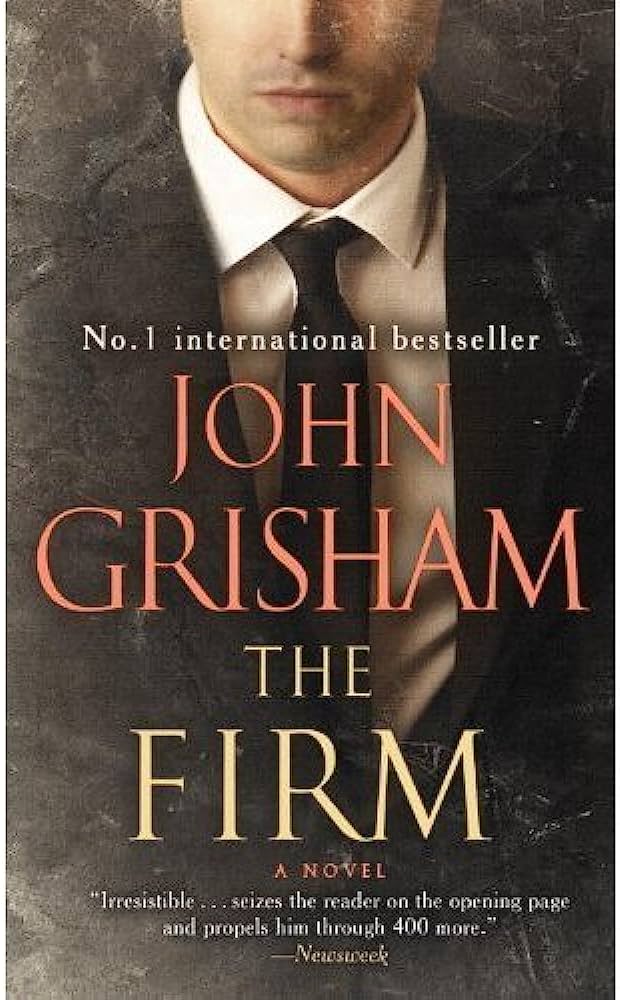 No.1 international bestseller
JOHN
GRISHAM
THE
FIRM
A NOVEL
“Irresistible . . . seizes the reader on the opening page
and propels him through 400 more.”
—Newsweek